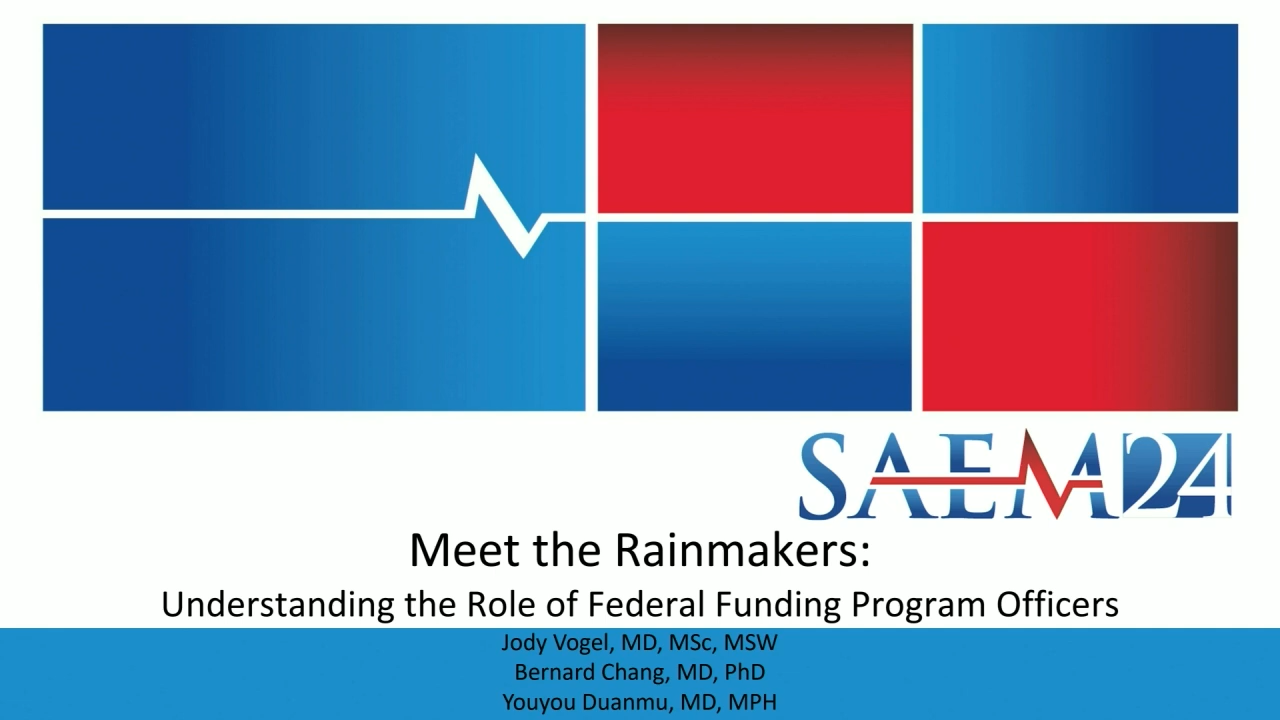 SAEM24
Meet the Rainmakers:
Understanding the Role of Federal Funding Program Officers
Jody Vogel, MD, MSc, MSW
Bernard Chang, MD, PhD
Youyou Duanmu, MD, MPH